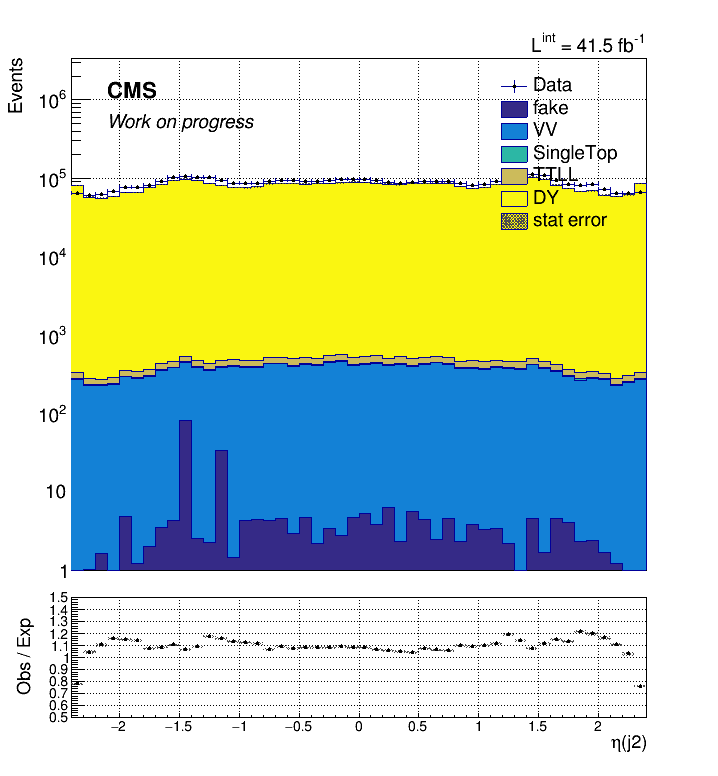 L^int = 41.5 fb^-1
Events
CMS
Work on progress
Data
fake
VV
SingleTop
TTLL
DY
stat error
10^6
10^5
10^4
10^3
10^2
10
1
Obs / Exp
1.5
1.4
1.3
1.2
1.1
1
0.9
0.8
0.7
0.6
0.5
−2 −1.5 −1 −0.5 0 0.5 1 1.5 2
η(j2)